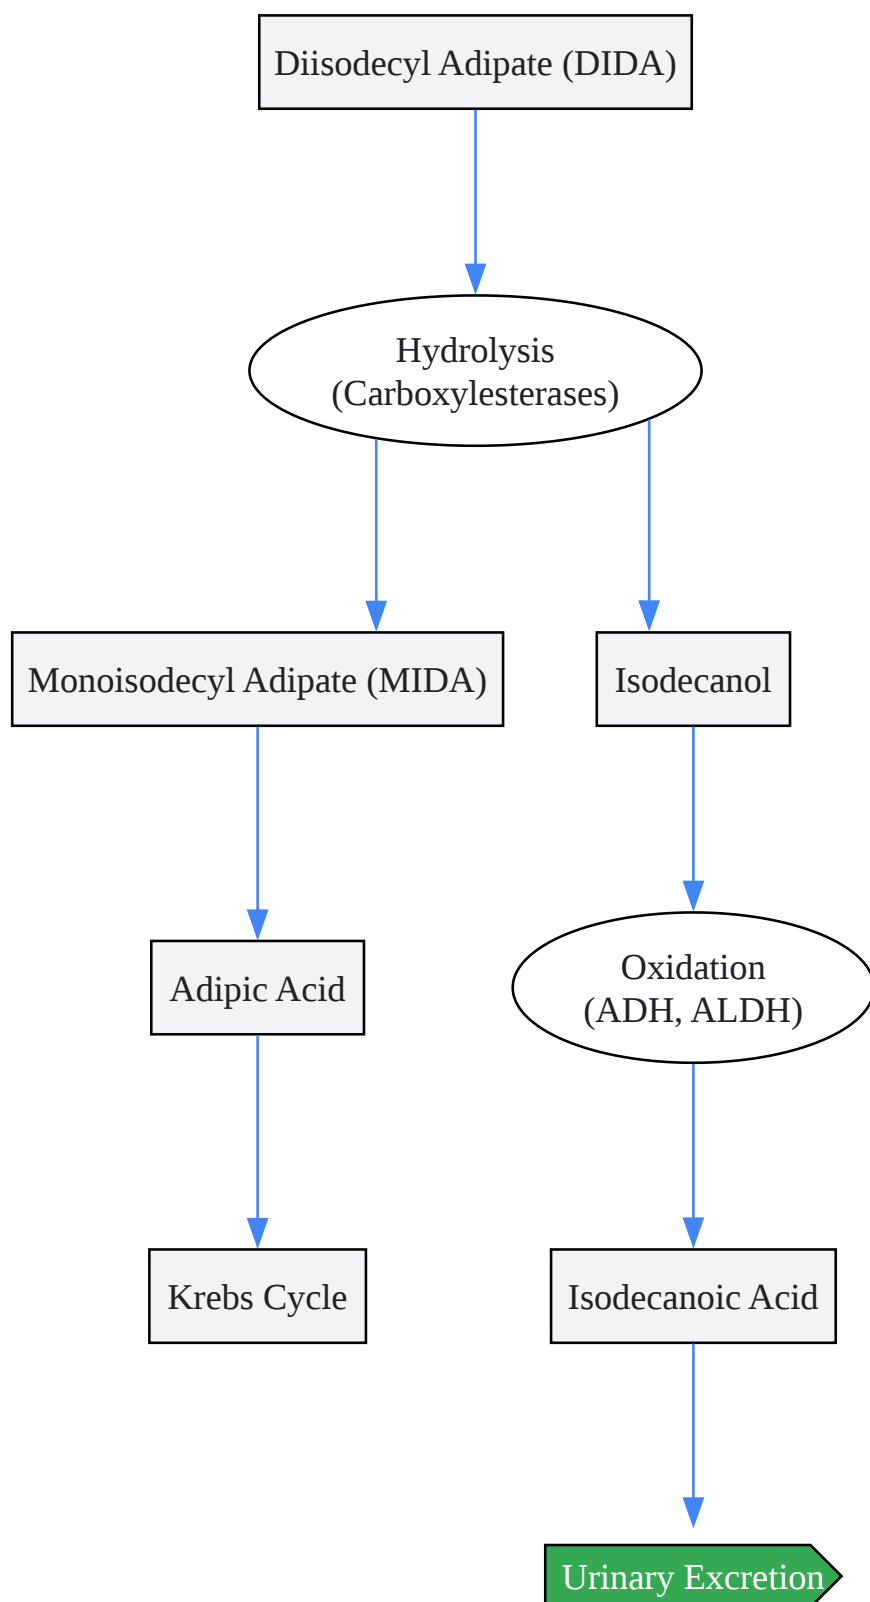 Diisodecyl Adipate (DIDA)
Hydrolysis
(Carboxylesterases)
Monoisodecyl Adipate (MIDA)
Isodecanol
Adipic Acid
Oxidation
(ADH, ALDH)
Krebs Cycle
Isodecanoic Acid
Urinary Excretion